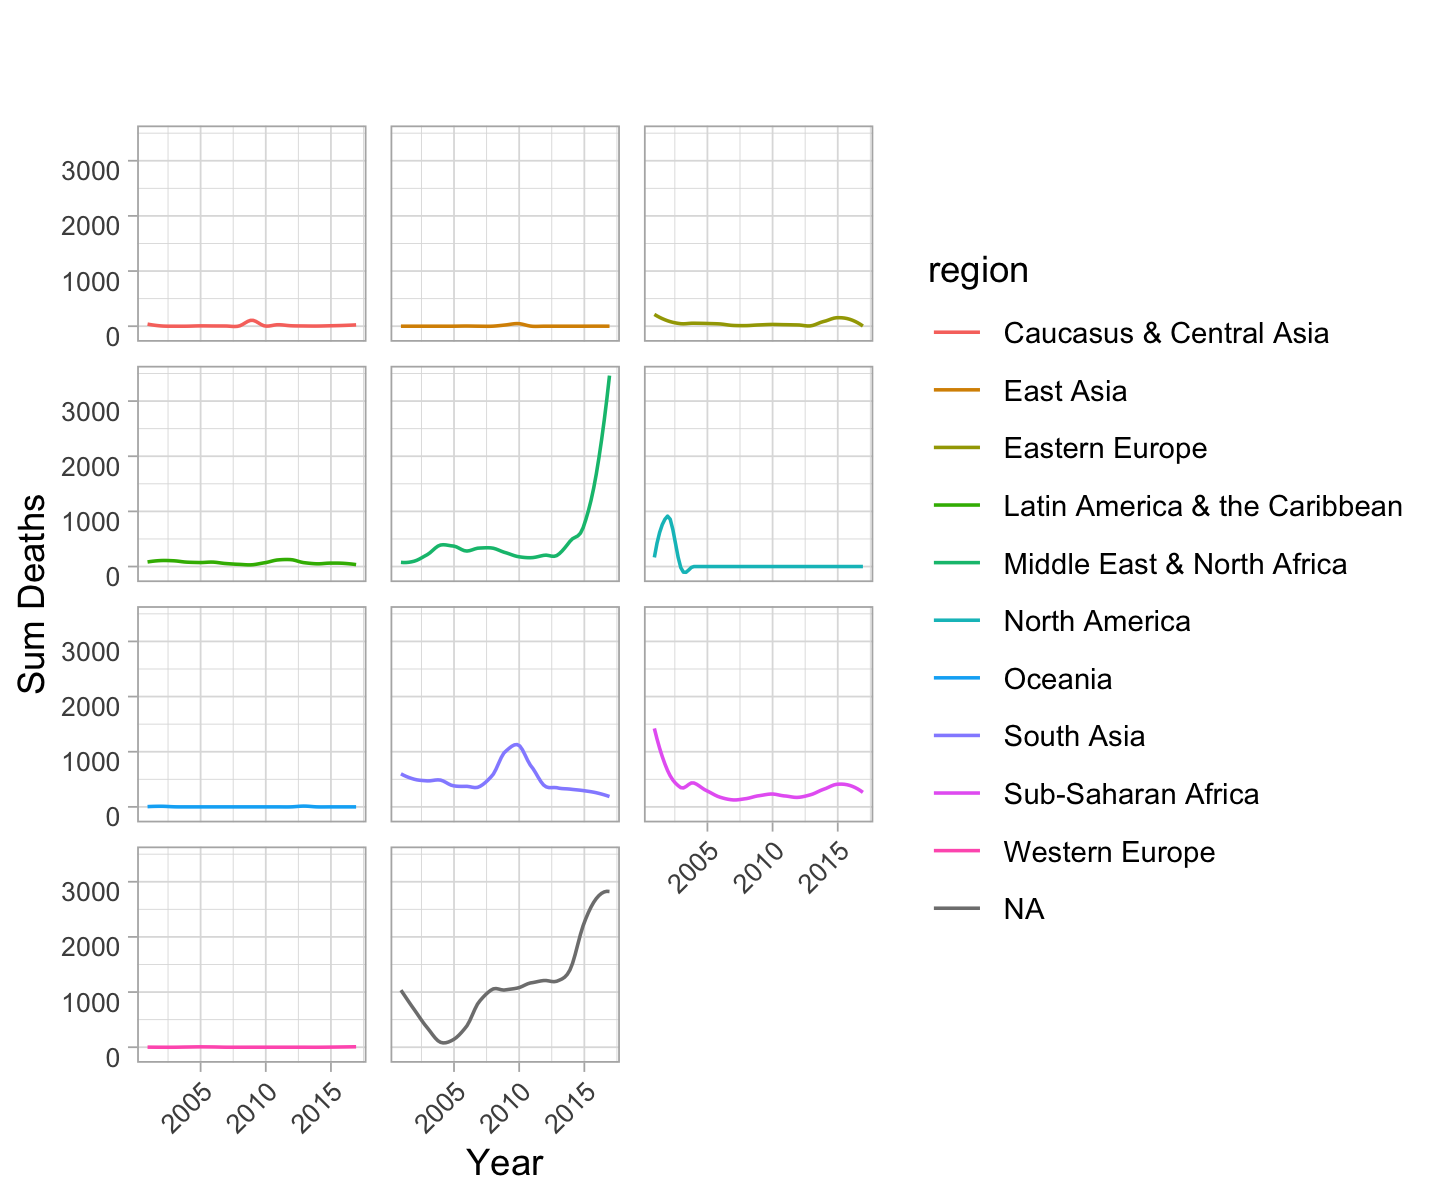 3000
2000
1000
0
3000
2000
1000
0
3000
2000
1000
0
3000
2000
1000
0
Sum Deaths
2005
2010
2015
2005
2010
2015
2005
2010
2015
Year
region
Caucasus & Central Asia
East Asia
Eastern Europe
Latin America & the Caribbean
Middle East & North Africa
North America
Oceania
South Asia
Sub-Saharan Africa
Western Europe
NA